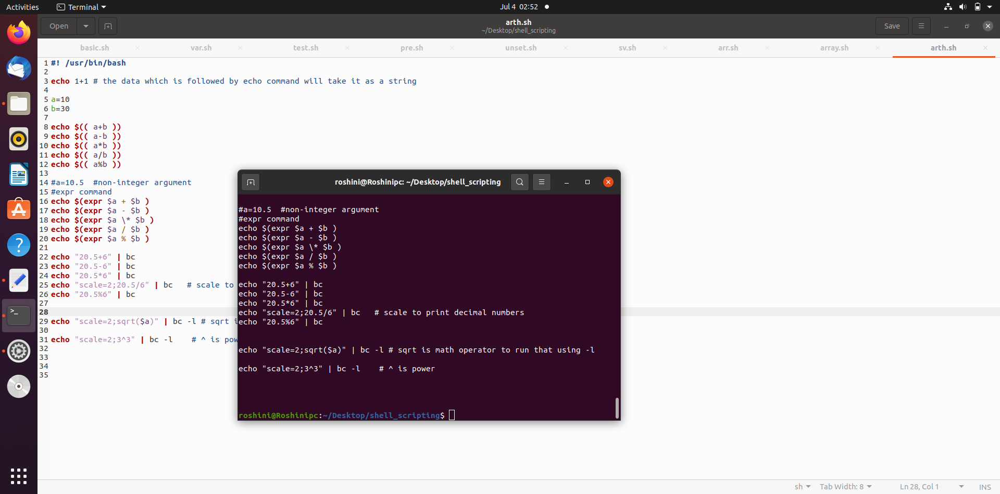 Activities Terminal Jul 4 02:52
Open arth.sh Save
~/Desktop/shell_scripting
basic.sh var.sh test.sh pre.sh unset.sh sv.sh arr.sh array.sh arth.sh
1 #! /usr/bin/bash
2
3 echo 1+1 # the data which is followed by echo command will take it as a string
4
5 a=10
6 b=30
7
8 echo $(( a+b ))
9 echo $(( a-b ))
10 echo $(( a*b ))
11 echo $(( a/b ))
12 echo $(( a%b ))
13
14 #a=10.5  #non-integer argument
15 #expr command
16 echo $(expr $a + $b )
17 echo $(expr $a - $b )
18 echo $(expr $a \* $b )
19 echo $(expr $a / $b )
20 echo $(expr $a % $b )
21
22 echo "20.5+6" | bc
23 echo "20.5-6" | bc
24 echo "20.5*6" | bc
25 echo "scale=2;20.5/6" | bc   # scale to
26 echo "20.5%6" | bc
27
28
29 echo "scale=2;sqrt($a)" | bc -l # sqrt i
30
31 echo "scale=2;3^3" | bc -l    # ^ is pow
32
33
34
35
roshini@Roshinipc: ~/Desktop/shell_scripting
#a=10.5  #non-integer argument
#expr command
echo $(expr $a + $b )
echo $(expr $a - $b )
echo $(expr $a \* $b )
echo $(expr $a / $b )
echo $(expr $a % $b )
echo "20.5+6" | bc
echo "20.5-6" | bc
echo "20.5*6" | bc
echo "scale=2;20.5/6" | bc   # scale to print decimal numbers
echo "20.5%6" | bc
echo "scale=2;sqrt($a)" | bc -l # sqrt is math operator to run that using -l
echo "scale=2;3^3" | bc -l    # ^ is power
roshini@Roshinipc:~/Desktop/shell_scripting$
sh Tab Width: 8 Ln 28, Col 1 INS